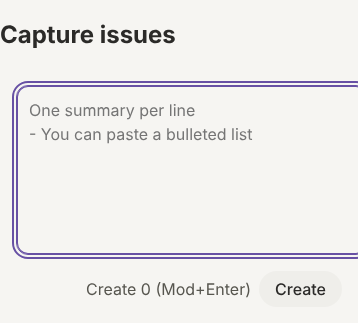 Capture issues
One summary per line
- You can paste a bulleted list
Create 0 (Mod+Enter) Create